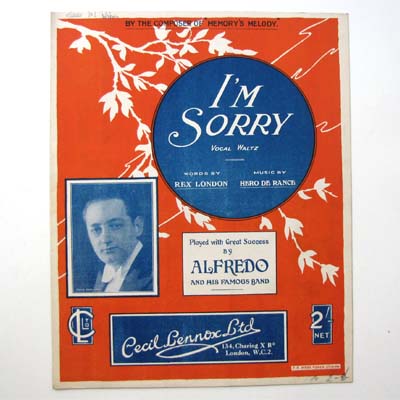 BY THE COMPOSER OF MEMORY'S MELODY.
I'M
SORRY
VOCAL WALTZ
WORDS BY
REX LONDON
MUSIC BY
HERO DE RANCE
Played with Great Success
BY
ALFREDO
AND HIS FAMOUS BAND
CL LTD
Cecil Lennox Ltd
134, Charing X Rd
London, W.C.2.
2/-
NET